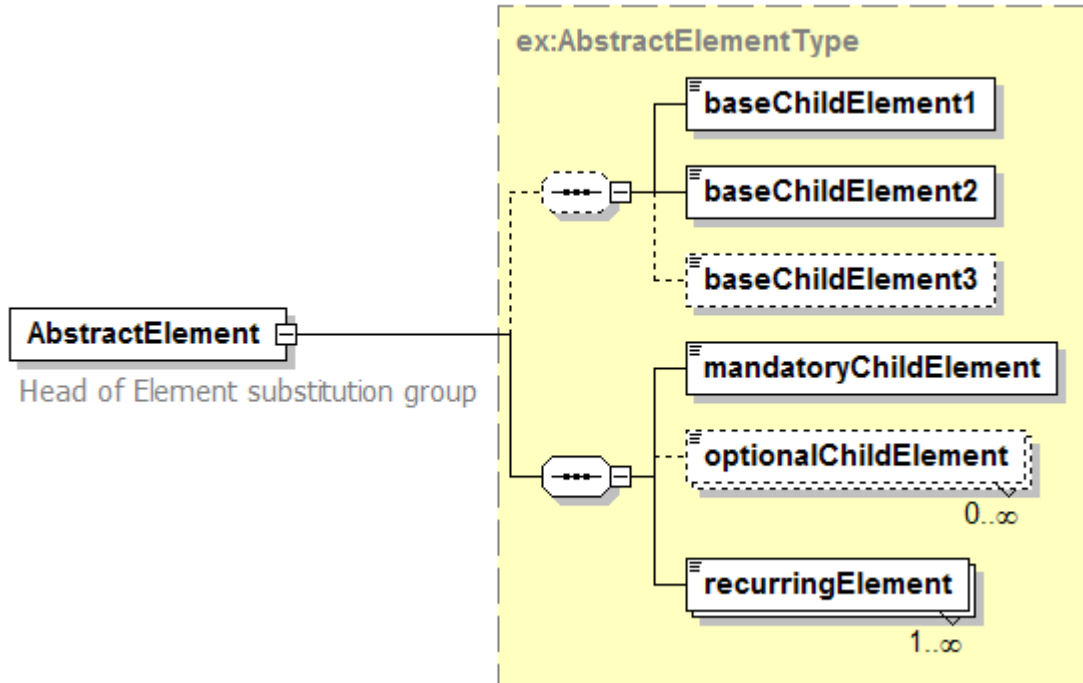 ex:AbstractElementType
baseChildElement1
baseChildElement2
baseChildElement3
AbstractElement
Head of Element substitution group
mandatoryChildElement
optionalChildElement
0..∞
recurringElement
1..∞